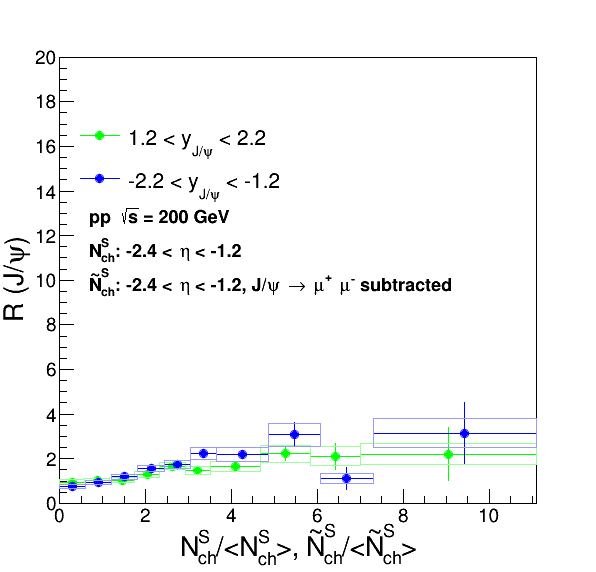 20
18
16
14
12
10
8
6
4
2
0
R (J/ψ)
1.2 < y_J/ψ < 2.2
-2.2 < y_J/ψ < -1.2
pp √s = 200 GeV
N^S_ch: -2.4 < η < -1.2
Ñ^S_ch: -2.4 < η < -1.2, J/ψ → μ⁺ μ⁻ subtracted
0 2 4 6 8 10
N^S_ch/<N^S_ch>, Ñ^S_ch/<Ñ^S_ch>